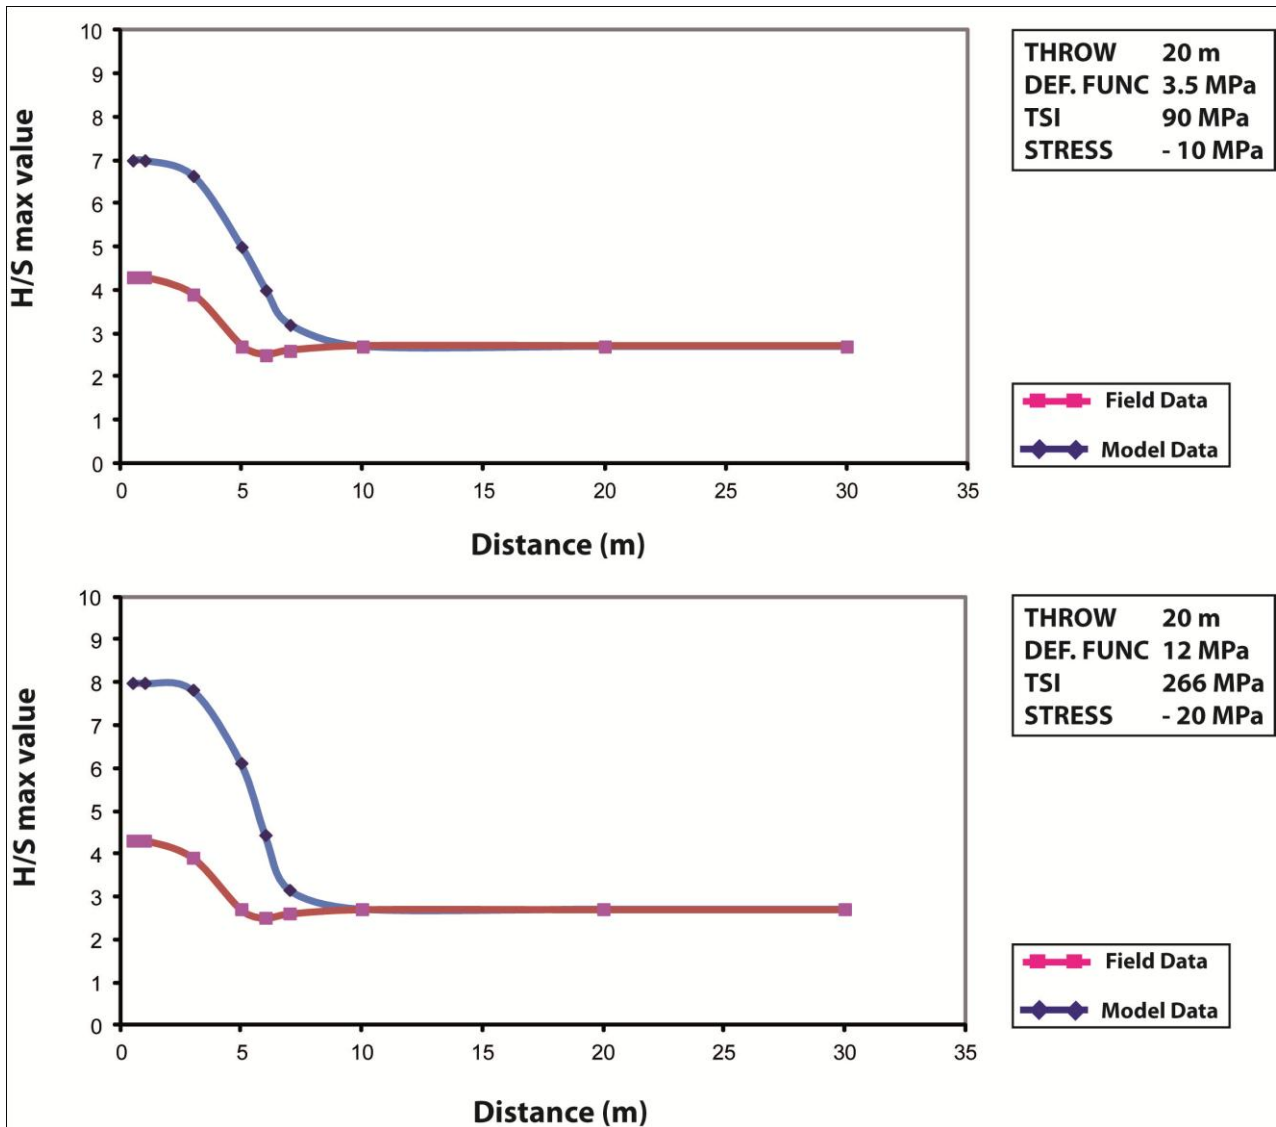 10
9
8
7
6
5
4
3
2
1
0
H/S max value
0 5 10 15 20 25 30 35
Distance (m)
THROW 20 m
DEF. FUNC 3.5 MPa
TSI 90 MPa
STRESS - 10 MPa
Field Data
Model Data
10
9
8
7
6
5
4
3
2
1
0
H/S max value
0 5 10 15 20 25 30 35
Distance (m)
THROW 20 m
DEF. FUNC 12 MPa
TSI 266 MPa
STRESS - 20 MPa
Field Data
Model Data